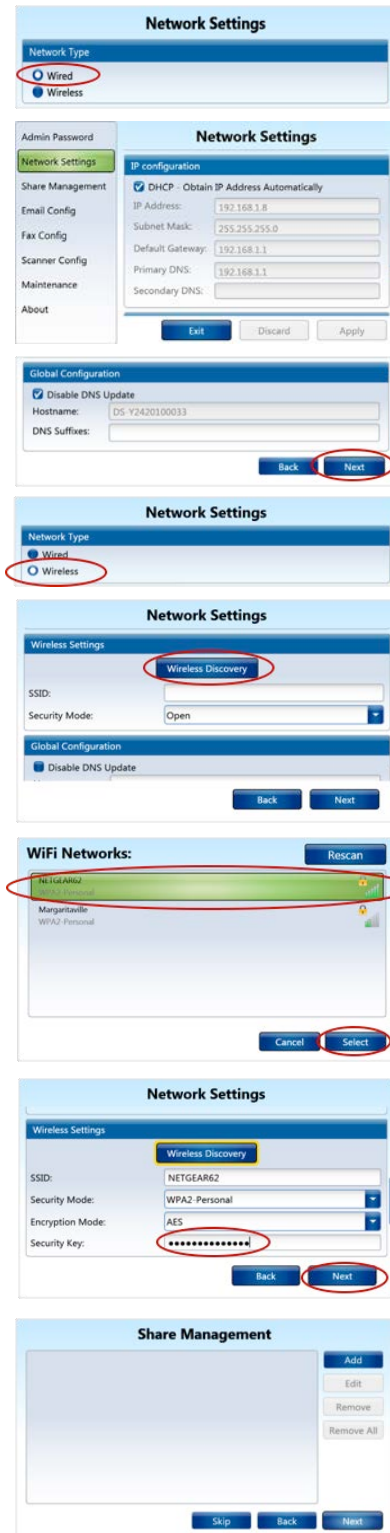 Network Settings
Network Type
Wired
Wireless
Admin Password
Network Settings
Share Management
Email Config
Fax Config
Scanner Config
Maintenance
About
Network Settings
IP configuration
DHCP - Obtain IP Address Automatically
IP Address: 192.168.1.8
Subnet Mask: 255.255.255.0
Default Gateway: 192.168.1.1
Primary DNS: 192.168.1.1
Secondary DNS:
Exit Discard Apply
Global Configuration
Disable DNS Update
Hostname: DS-Y2420100033
DNS Suffixes:
Back Next
Network Settings
Network Type
Wired
Wireless
Network Settings
Wireless Settings
Wireless Discovery
SSID:
Security Mode: Open
Global Configuration
Disable DNS Update
Back Next
WiFi Networks: Rescan
NETGEAR62
WPA2-Personal
Margaritaville
WPA2-Personal
Cancel Select
Network Settings
Wireless Settings
Wireless Discovery
SSID: NETGEAR62
Security Mode: WPA2-Personal
Encryption Mode: AES
Security Key: ••••••••••••••
Back Next
Share Management
Add
Edit
Remove
Remove All
Skip Back Next